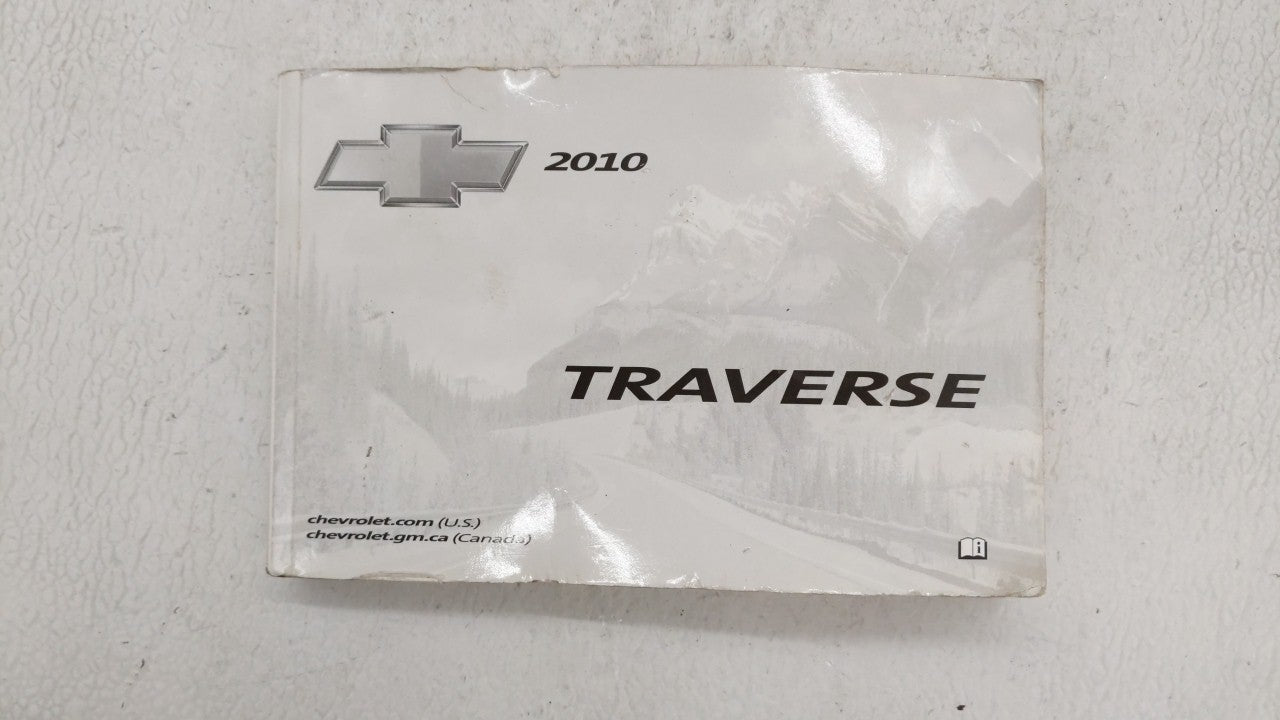 2010
TRAVERSE
chevrolet.com (U.S.)
chevrolet.gm.ca (Canada)